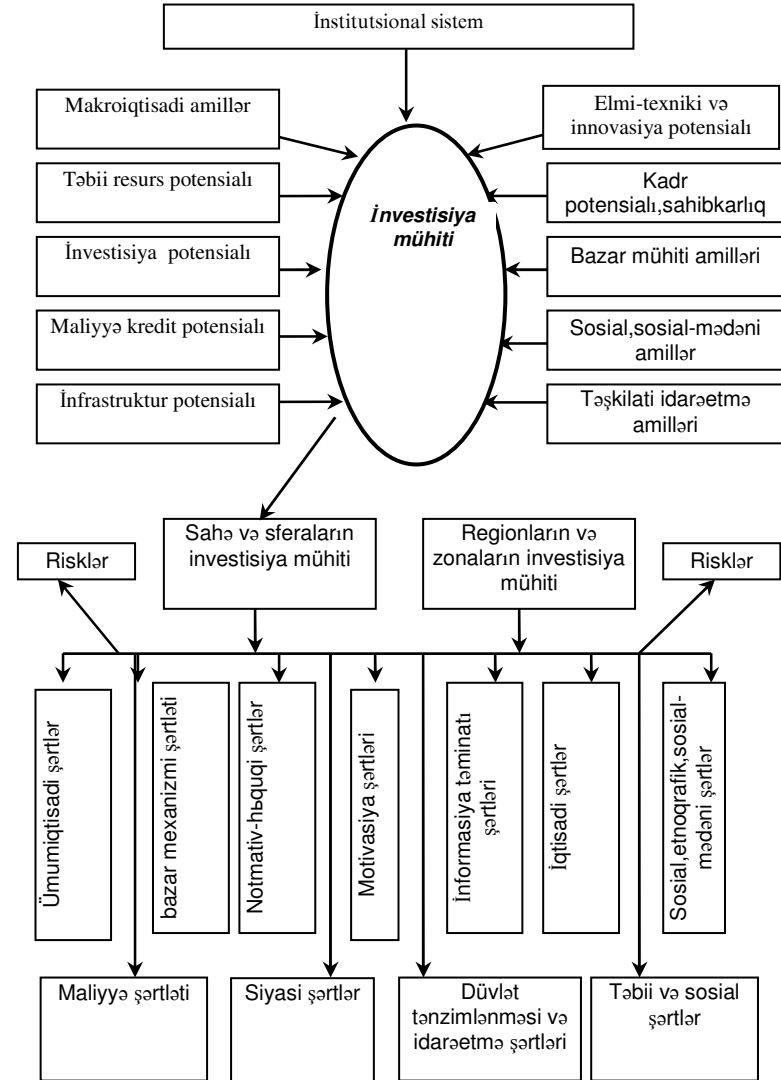 İnstitutsional sistem
Makroiqtisadi amillər
Elmi-texniki və
innovasiya potensialı
Təbii resurs potensialı
Kadr
potensialı,sahibkarlıq
İnvestisiya
mühiti
İnvestisiya potensialı
Bazar mühiti amilləri
Maliyyə kredit potensialı
Sosial,sosial-mədəni
amillər
İnfrastruktur potensialı
Təşkilati idarəetmə
amilləri
Sahə və sferaların
investisiya mühiti
Regionların və
zonaların investisiya
mühiti
Risklər
Risklər
Ümumiqtisadi şərtlər
bazar mexanizmi şərtləti
Notmativ-hьquqi şərtlər
Motivasiya şərtləri
İnformasiya təminatı
şərtləri
İqtisadi şərtlər
Sosial,etnoqrafik,sosial-
mədəni şərtlər
Maliyyə şərtləti
Siyasi şərtlər
Düvlət
tənzimlənməsi və
idarəetmə şərtləri
Təbii və sosial
şərtlər